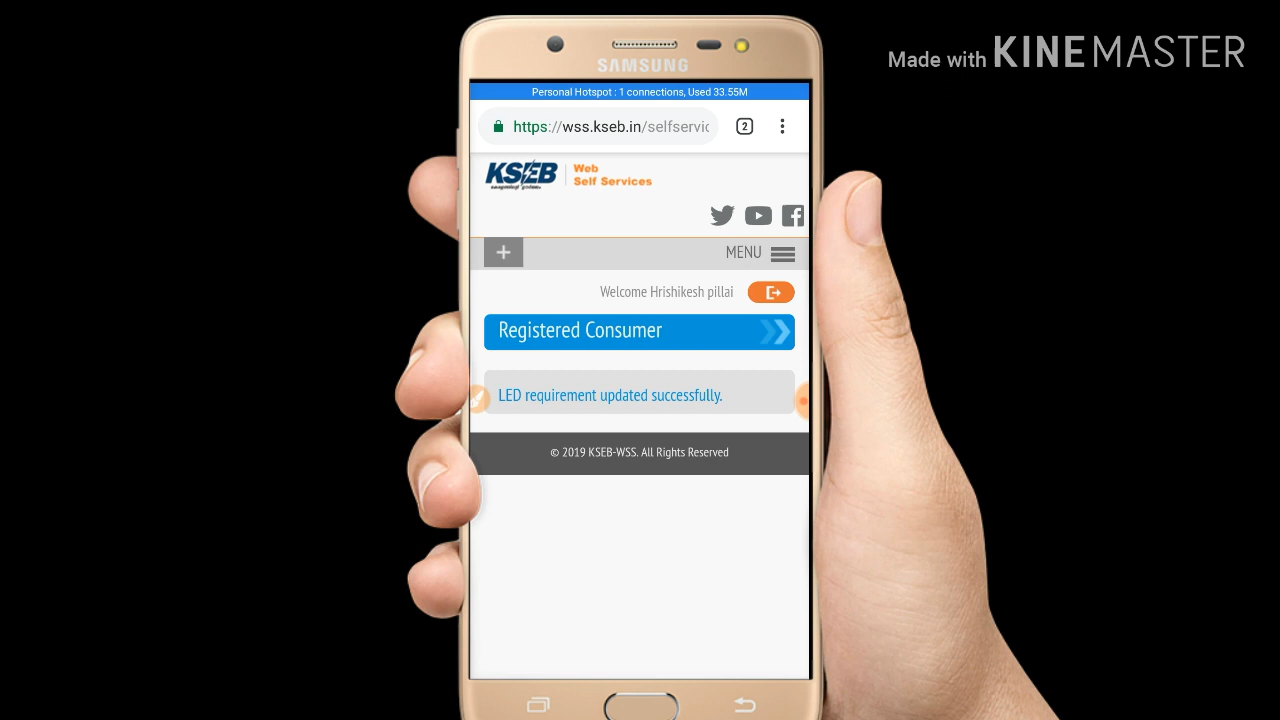 Made with KINEMASTER
SAMSUNG
Personal Hotspot : 1 connections, Used 33.55M
https://wss.kseb.in/selfservic
2
KSEB
Web
Self Services
MENU
Welcome Hrishikesh pillai
Registered Consumer
LED requirement updated successfully.
© 2019 KSEB-WSS. All Rights Reserved